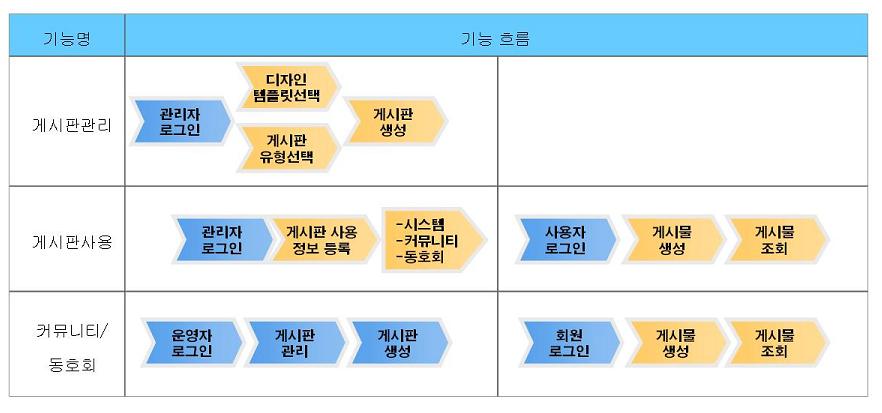 기능명
기능 흐름
게시판관리
관리자
로그인
디자인
템플릿선택
게시판
유형선택
게시판
생성
게시판사용
관리자
로그인
게시판 사용
정보 등록
-시스템
-커뮤니티
-동호회
사용자
로그인
게시물
생성
게시물
조회
커뮤니티/
동호회
운영자
로그인
게시판
관리
게시판
생성
회원
로그인
게시물
생성
게시물
조회